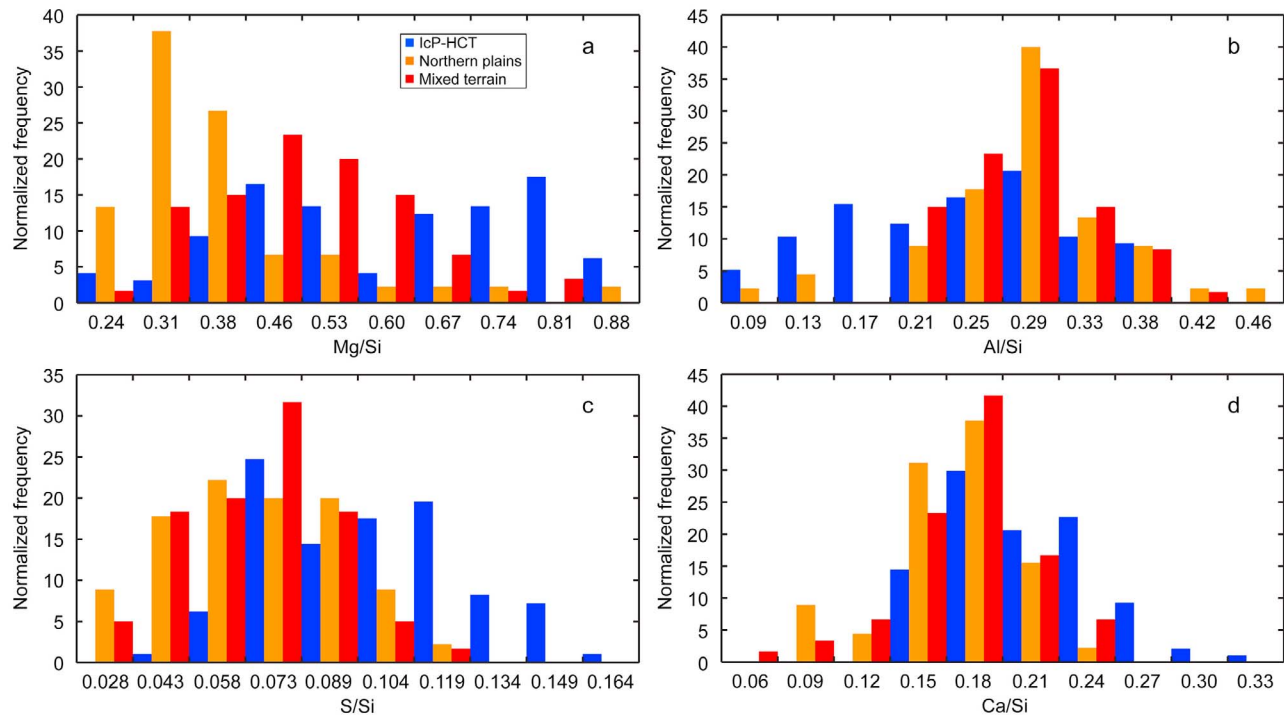 40
35
30
25
20
15
10
5
0
Normalized frequency
IcP-HCT
Northern plains
Mixed terrain
a
0.24 0.31 0.38 0.46 0.53 0.60 0.67 0.74 0.81 0.88
Mg/Si
45
40
35
30
25
20
15
10
5
0
Normalized frequency
b
0.09 0.13 0.17 0.21 0.25 0.29 0.33 0.38 0.42 0.46
Al/Si
35
30
25
20
15
10
5
0
Normalized frequency
c
0.028 0.043 0.058 0.073 0.089 0.104 0.119 0.134 0.149 0.164
S/Si
45
40
35
30
25
20
15
10
5
0
Normalized frequency
d
0.06 0.09 0.12 0.15 0.18 0.21 0.24 0.27 0.30 0.33
Ca/Si